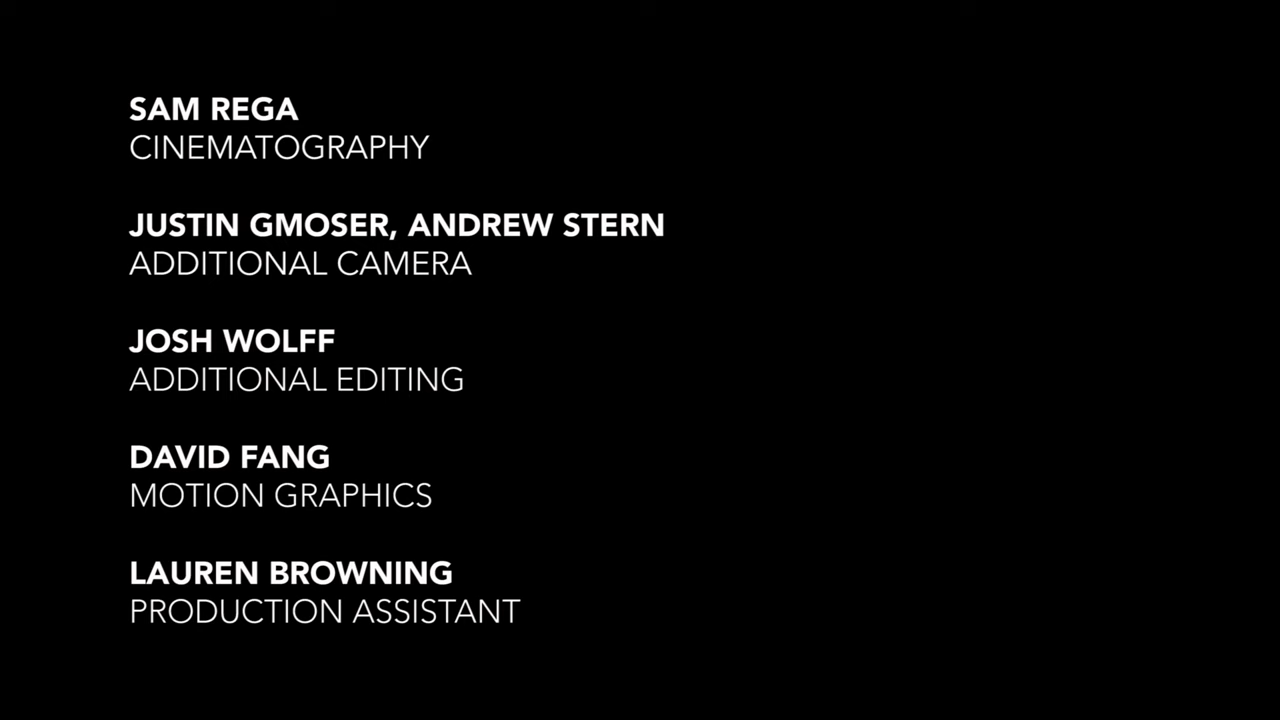 SAM REGA
CINEMATOGRAPHY
JUSTIN GMOSER, ANDREW STERN
ADDITIONAL CAMERA
JOSH WOLFF
ADDITIONAL EDITING
DAVID FANG
MOTION GRAPHICS
LAUREN BROWNING
PRODUCTION ASSISTANT